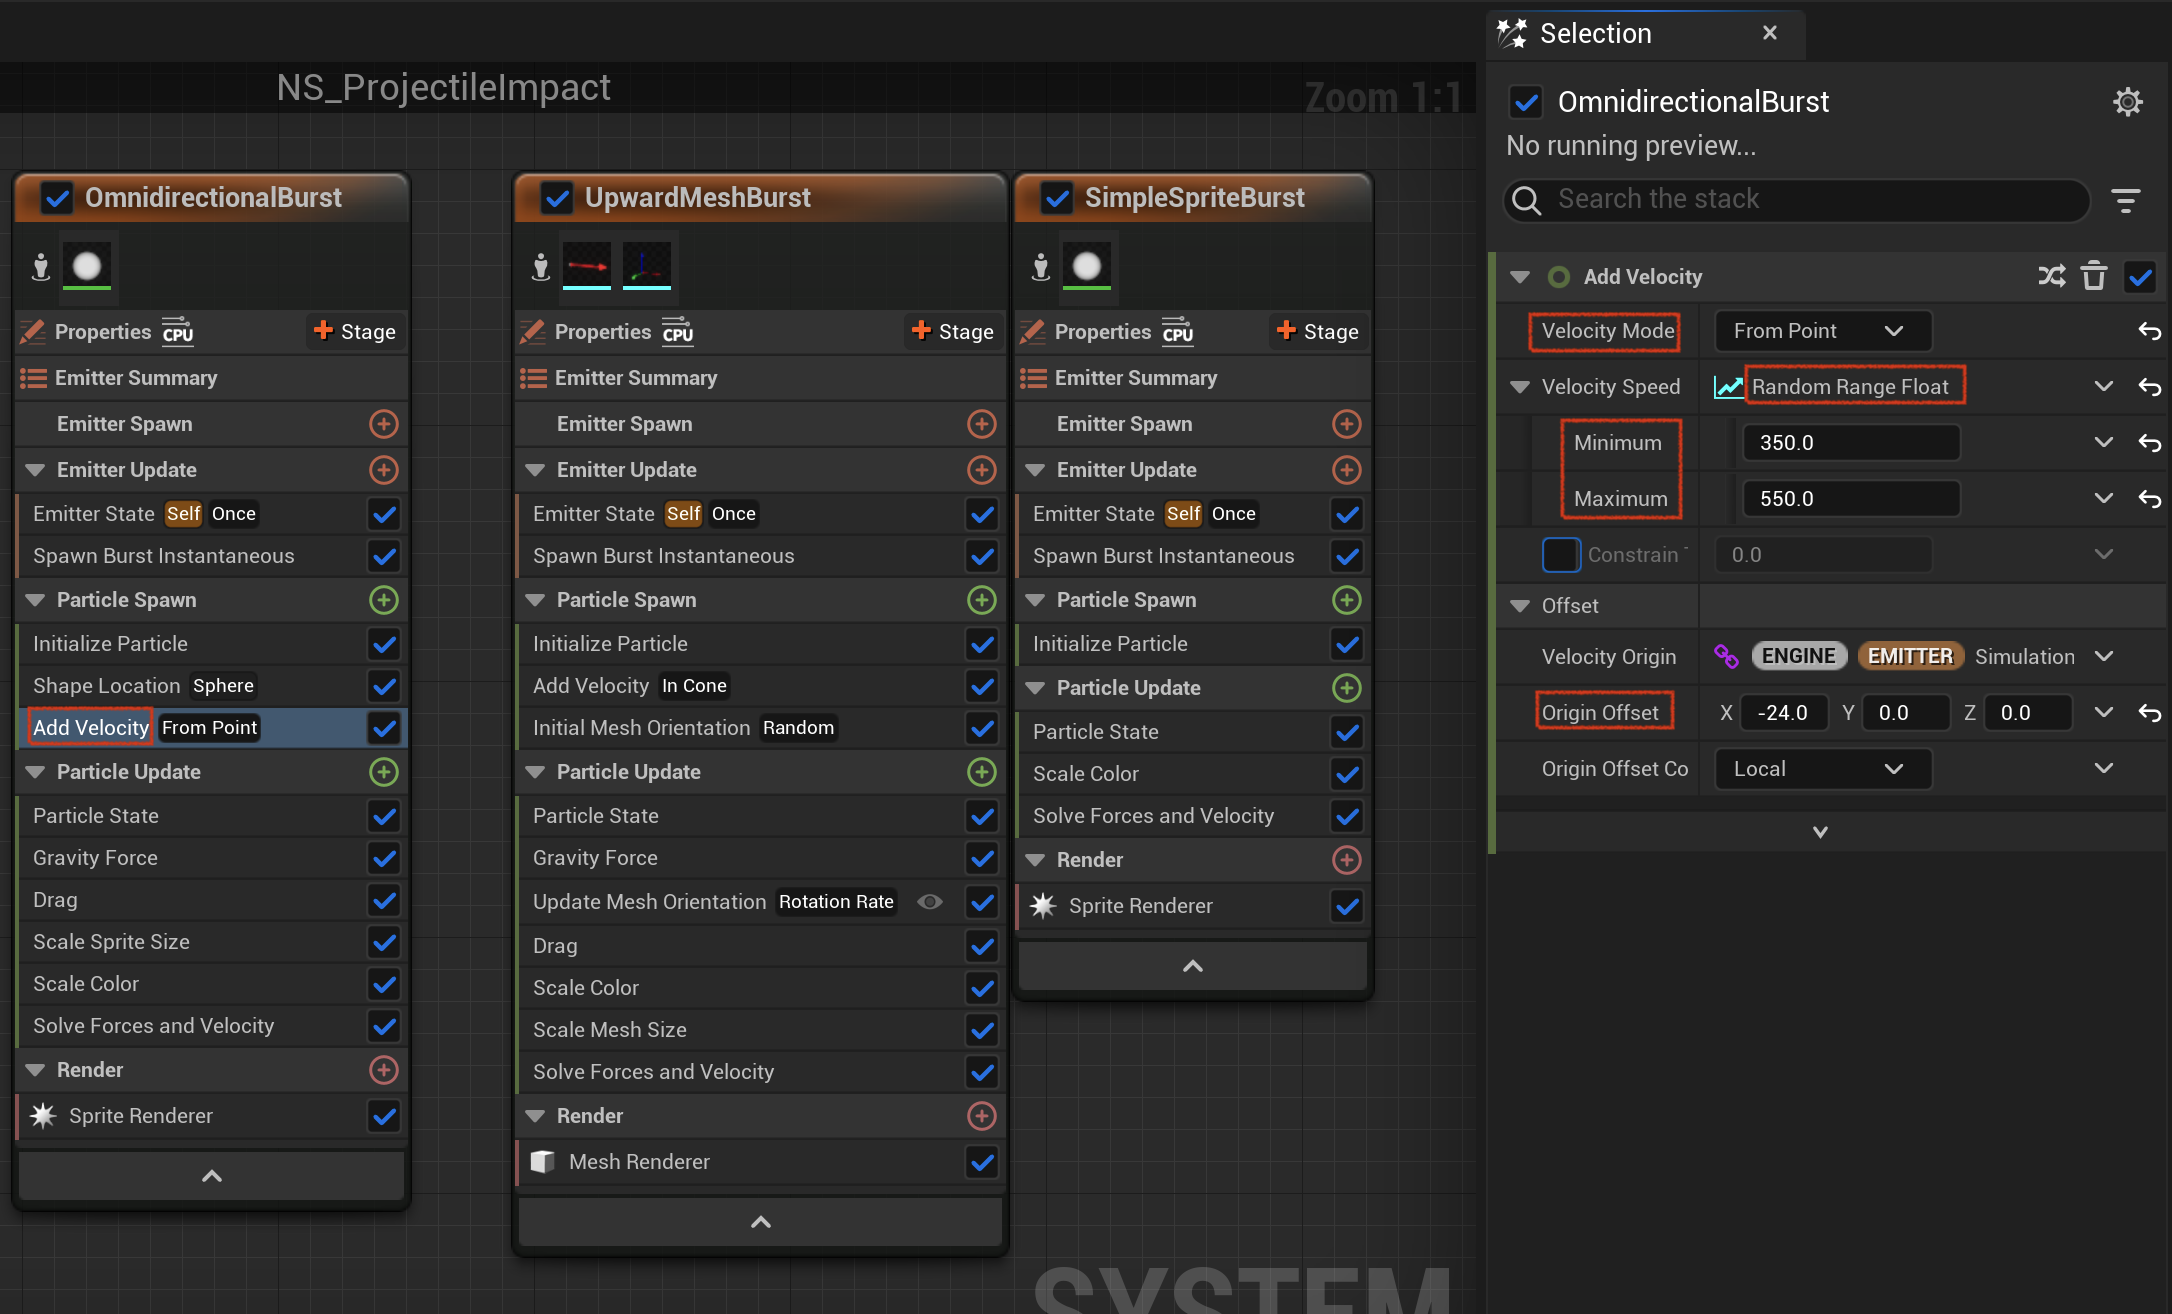 NS_ProjectileImpact
Zoom 1:1
OmnidirectionalBurst
Properties CPU + Stage
Emitter Summary
Emitter Spawn
Emitter Update
Emitter State Self Once
Spawn Burst Instantaneous
Particle Spawn
Initialize Particle
Shape Location Sphere
Add Velocity From Point
Particle Update
Particle State
Gravity Force
Drag
Scale Sprite Size
Scale Color
Solve Forces and Velocity
Render
Sprite Renderer
UpwardMeshBurst
Properties CPU + Stage
Emitter Summary
Emitter Spawn
Emitter Update
Emitter State Self Once
Spawn Burst Instantaneous
Particle Spawn
Initialize Particle
Add Velocity In Cone
Initial Mesh Orientation Random
Particle Update
Particle State
Gravity Force
Update Mesh Orientation Rotation Rate
Drag
Scale Color
Scale Mesh Size
Solve Forces and Velocity
Render
Mesh Renderer
SimpleSpriteBurst
Properties CPU + Stage
Emitter Summary
Emitter Spawn
Emitter Update
Emitter State Self Once
Spawn Burst Instantaneous
Particle Spawn
Initialize Particle
Particle Update
Particle State
Scale Color
Solve Forces and Velocity
Render
Sprite Renderer
SYSTEM
Selection
OmnidirectionalBurst
No running preview...
Search the stack
Add Velocity
Velocity Mode From Point
Velocity Speed Random Range Float
Minimum 350.0
Maximum 550.0
Constrain 0.0
Offset
Velocity Origin ENGINE EMITTER Simulation
Origin Offset X -24.0 Y 0.0 Z 0.0
Origin Offset Co Local